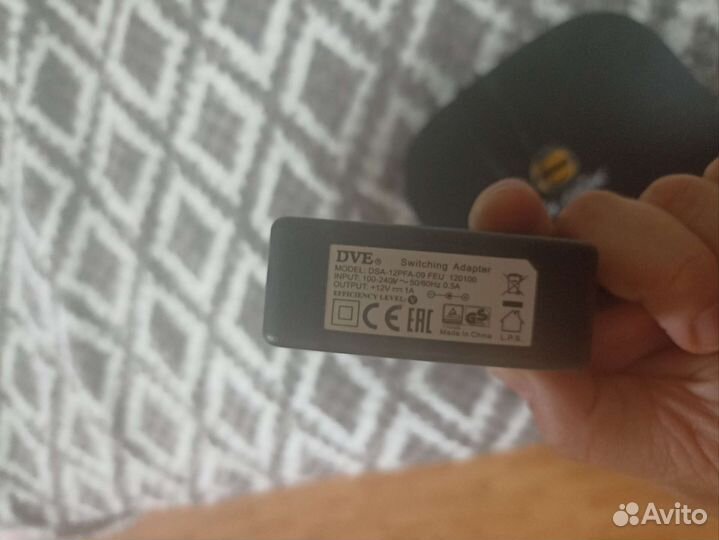 DVE® Switching Adapter
MODEL: DSA-12PFA-09 FEU 120100
INPUT: 100-240V~50/60Hz 0.5A
OUTPUT: +12V⎓1A
EFFICIENCY LEVEL: V
CE EAC GS
Made In China
L.P.S.
Avito